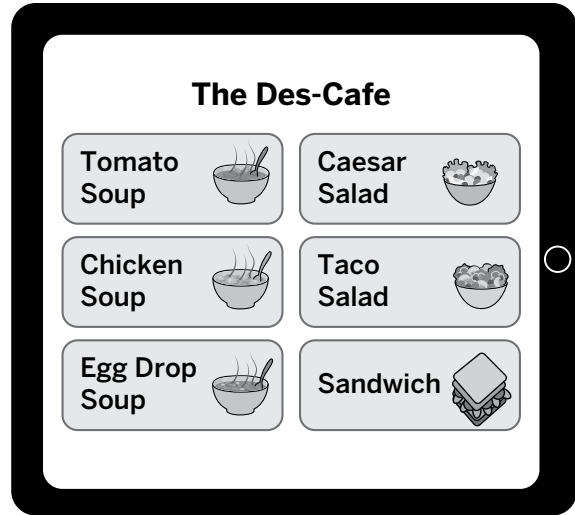 The Des-Cafe
Tomato
Soup
Caesar
Salad
Chicken
Soup
Taco
Salad
Egg Drop
Soup
Sandwich